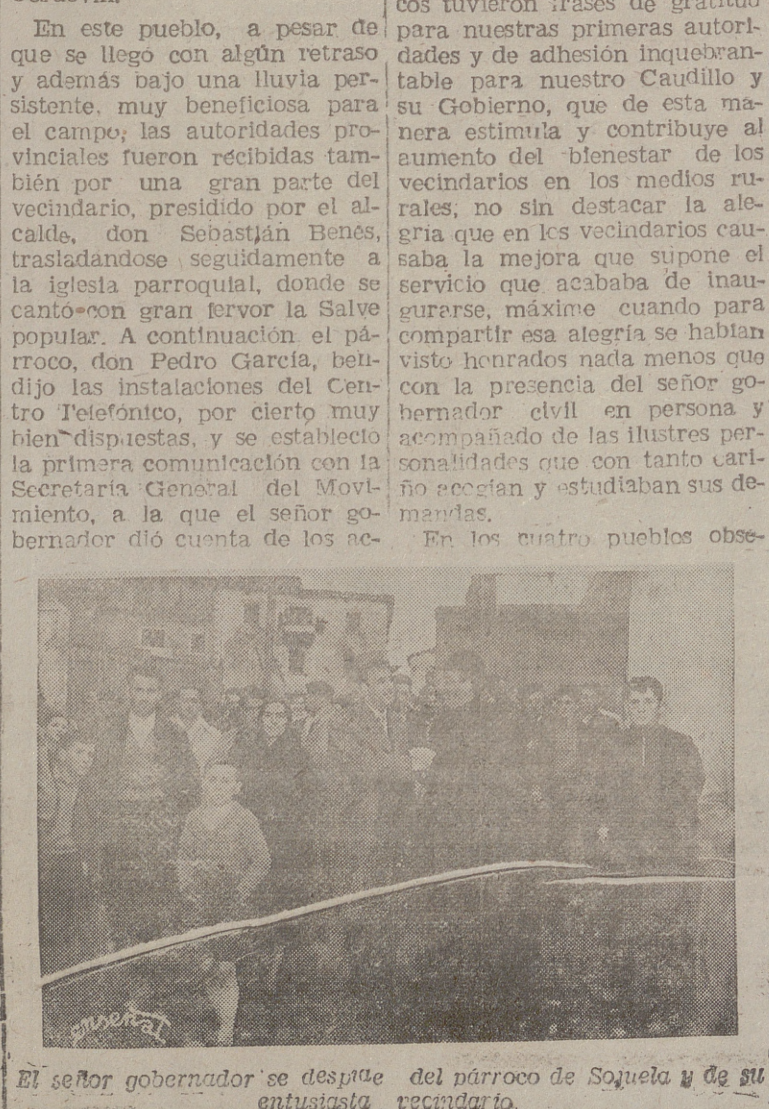 En este pueblo, a pesar de
que se llegó con algún retraso
y además bajo una lluvia per-
sistente, muy beneficiosa para
el campo, las autoridades pro-
vinciales fueron recibidas tam-
bién por una gran parte del
vecindario, presidido por el al-
calde, don Sebastián Benés,
trasladándose seguidamente a
la iglesia parroquial, donde se
cantó con gran fervor la Salve
popular. A continuación el pá-
rroco, don Pedro García, ben-
dijo las instalaciones del Cen-
tro Telefónico, por cierto muy
bien dispuestas, y se estableció
la primera comunicación con la
Secretaría General del Movi-
miento, a la que el señor go-
bernador dió cuenta de los ac-
cos tuvieron frases de gratitud
para nuestras primeras autori-
dades y de adhesión inquebran-
table para nuestro Caudillo y
su Gobierno, que de esta ma-
nera estimula y contribuye al
aumento del bienestar de los
vecindarios en los medios ru-
rales, no sin destacar la ale-
gría que en los vecindarios cau-
saba la mejora que supone el
servicio que acababa de inau-
gurarse, máxime cuando para
compartir esa alegría se habían
visto honrados nada menos que
con la presencia del señor go-
bernador civil en persona y
acompañado de las ilustres per-
sonalidades que con tanto cari-
ño acogían y estudiaban sus de-
mandas.
En los cuatro pueblos obse-
ensenat
El señor gobernador se despide del párroco de Sojuela y de su
entusiasta vecindario.